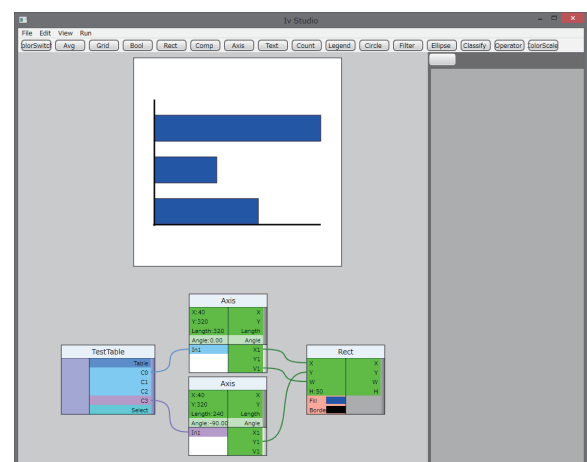 Iv Studio
File Edit View Run
olorSwitch Avg Grid Bool Rect Comp Axis Text Count Legend Circle Filter Ellipse Classify Operator ColorScale
Axis
X:40 X
Y:320 Y
Length:320 Length
Angle:0.00 Angle
In1 X1
Y1
V1
TestTable
Table
C0
C1
C2
C3
Select
Axis
X:40 X
Y:320 Y
Length:240 Length
Angle:-90.00 Angle
In1 X1
Y1
V1
Rect
X X
Y Y
W W
H:50 H
Fill
Borde